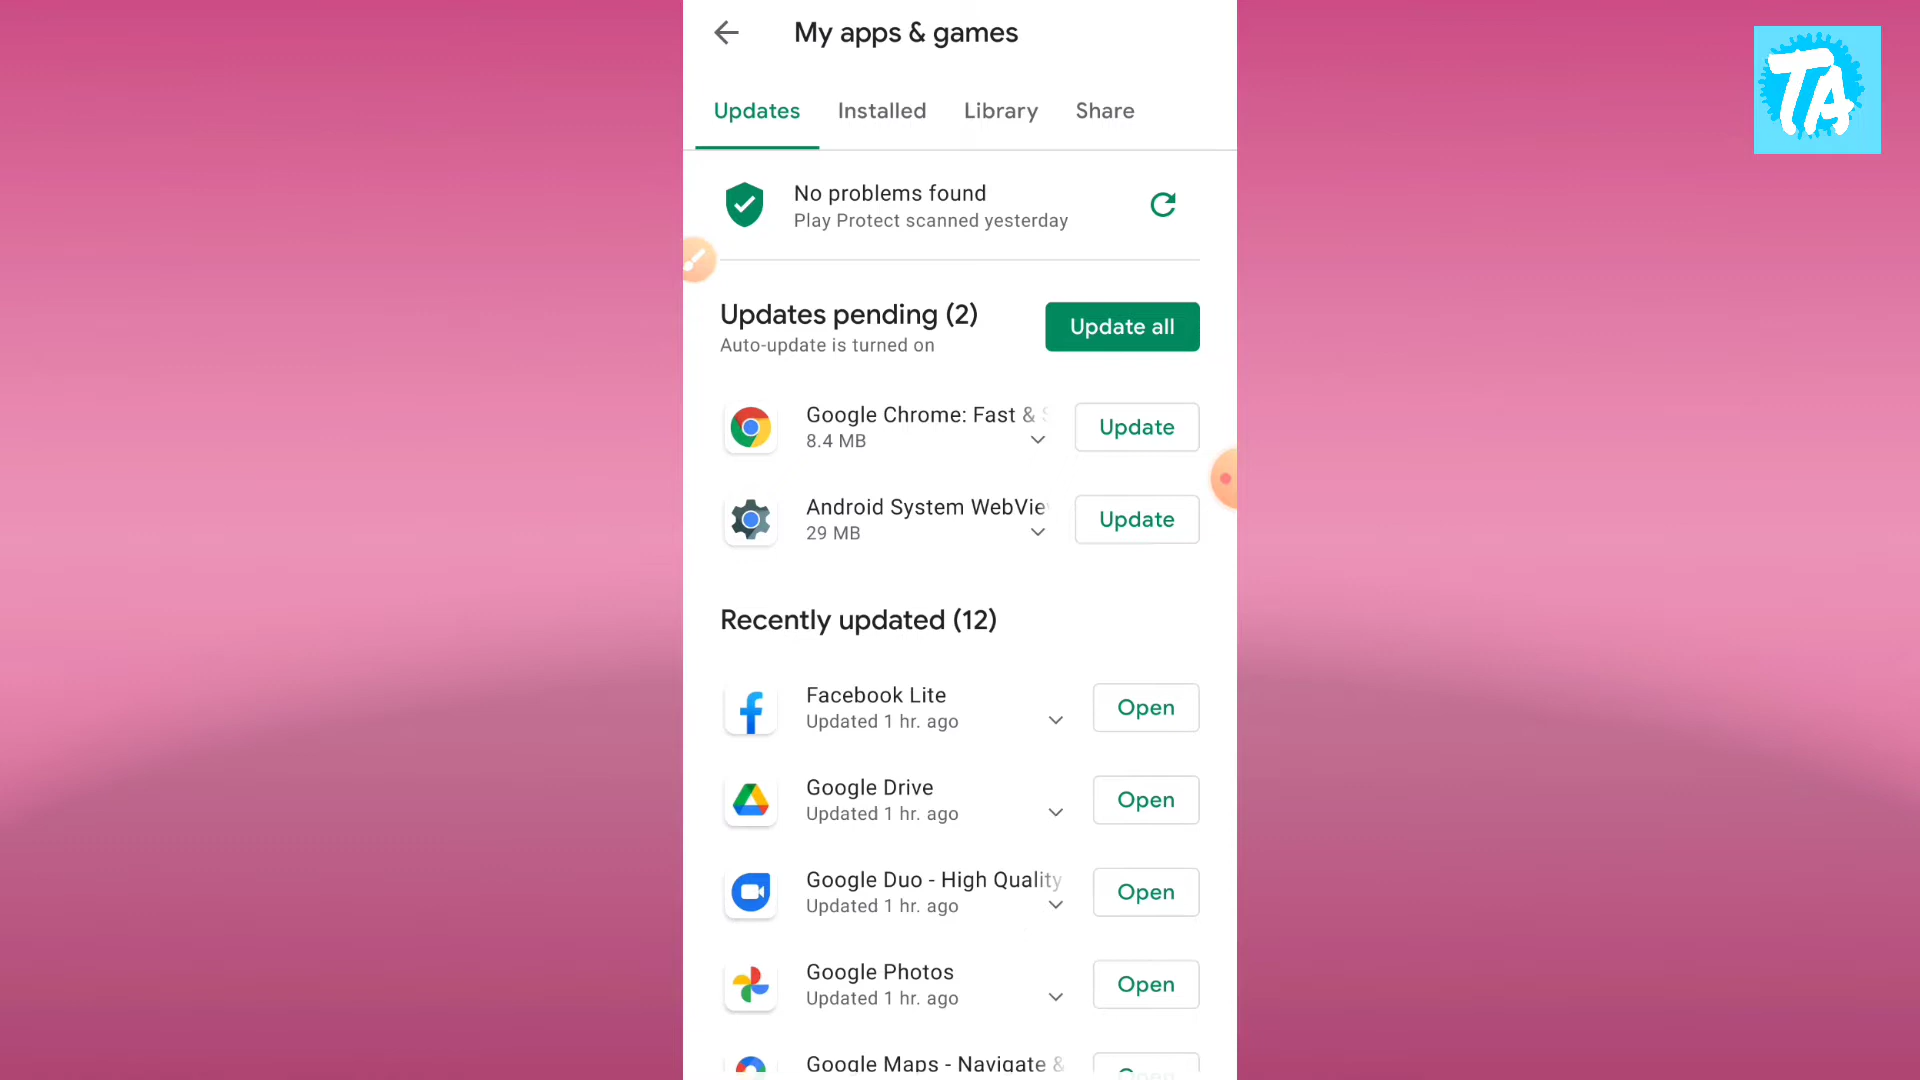 My apps & games
TA
Updates Installed Library Share
No problems found
Play Protect scanned yesterday
Updates pending (2)
Update all
Auto-update is turned on
Google Chrome: Fast &
8.4 MB
Update
Android System WebVie
29 MB
Update
Recently updated (12)
Facebook Lite
Updated 1 hr. ago
Open
Google Drive
Updated 1 hr. ago
Open
Google Duo - High Quality
Updated 1 hr. ago
Open
Google Photos
Updated 1 hr. ago
Open
Google Maps - Navigate &
Open